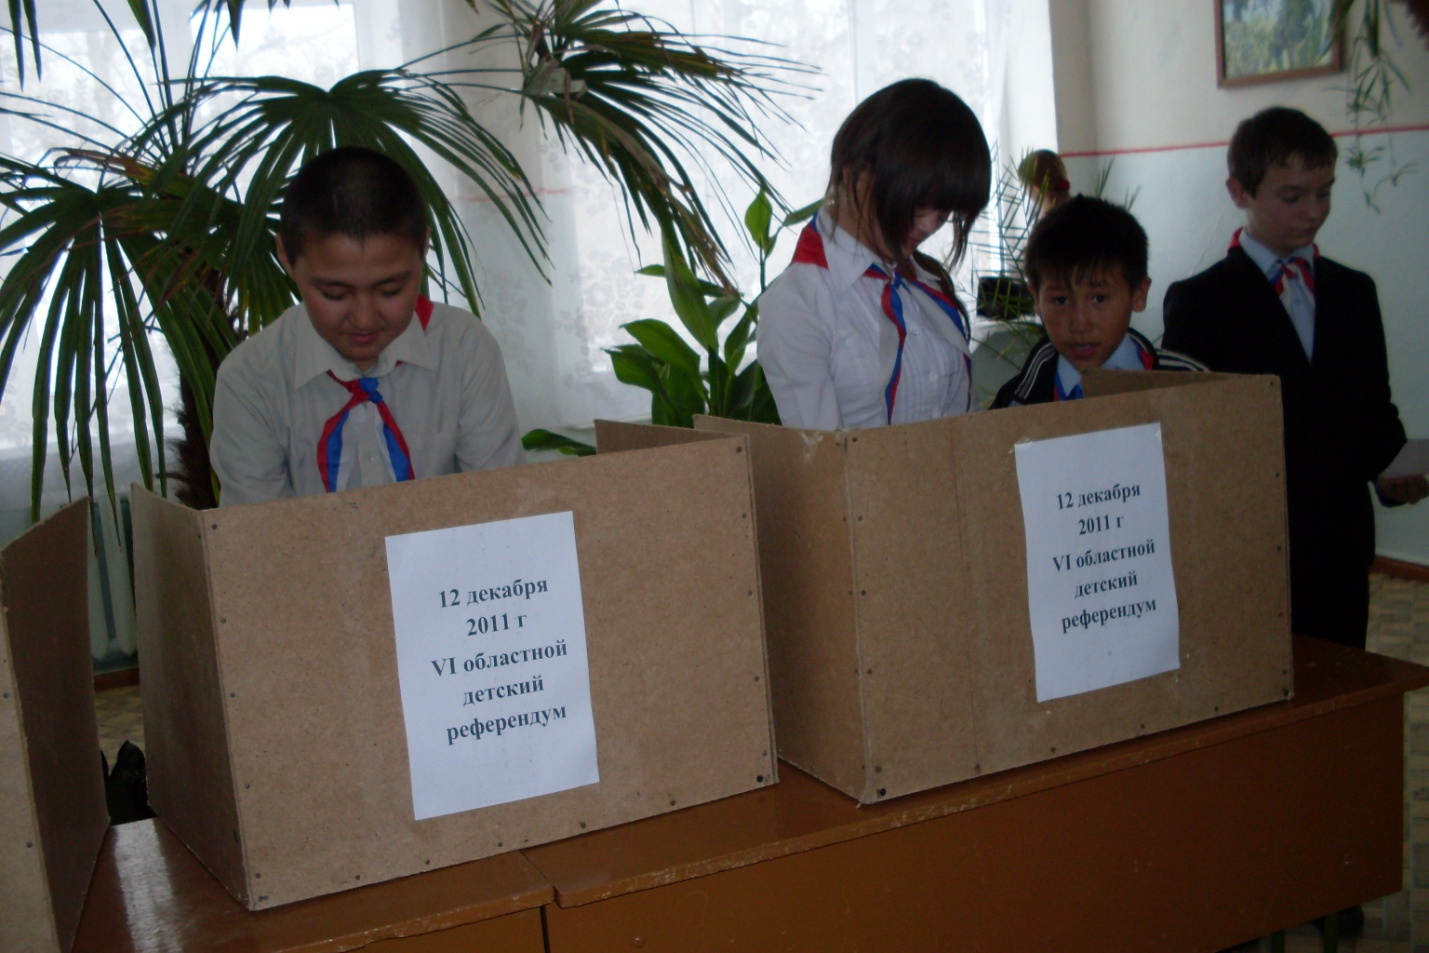 12 декабря
2011 г
VI областной
детский
референдум
12 декабря
2011 г
VI областной
детский
референдум